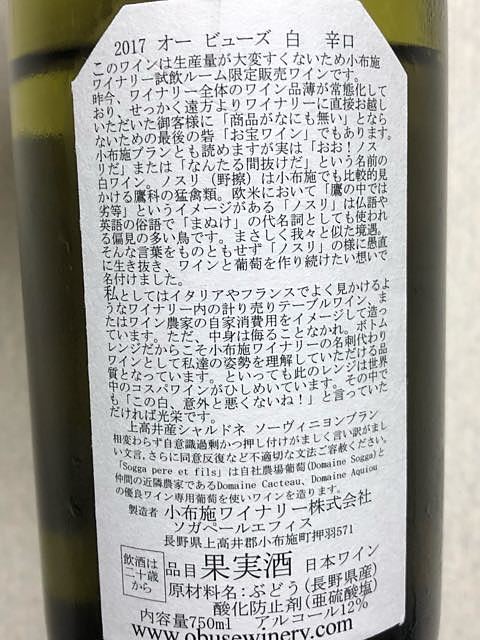 2017 オー ビューズ 白　辛口
このワインは生産量が大変すくないため小布施
ワイナリー試飲ルーム限定販売ワインです。
昨今、ワイナリー全体のワイン品薄が常態化して
おり、せっかく遠方よりワイナリーに直接お越し
いただいたお客様に「商品がなにも無い」となら
ないための最後の砦「お宝ワイン」でもあります。
小布施ブランとも読めますが実は「おお！ノス
リだ」または「なんたる間抜けだ」という名前の
白ワイン。ノスリ（野擦）は小布施でも比較的見
かける鷹科の猛禽類。欧米において「鷹の中では
劣等」というイメージがある「ノスリ」は仏語や
英語の俗語で「まぬけ」の代名詞としても使われ
る偏見の多い鳥です。まさしく我々と似た境遇。
そんな言葉をものともせず「ノスリ」の様に愚直
に生き抜き、ワインと葡萄を作り続けたい想いで
名付けました。
私としてはイタリアやフランスでよく見かけるよ
うなワイナリー内の計り売りテーブルワイン、ま
たはワイン農家の自家消費用をイメージして造っ
ています。ただ、中身は侮ることなかれ。ボトム
レンジだからこそ小布施ワイナリーの名刺代わり
ワインとして私達の姿勢を理解していただける品
質となっています。といっても此のレンジは世界
中のコスパワインがひしめいています。その中で
も「この白、意外と悪くないね！」と言っていた
だければ光栄です。
上高井産シャルドネ ソーヴィニヨンブラン
相変わらず自意識過剰かつ押し付けがましく言い訳がまし
い文言、さらに同意反復など不適切な文法ご容赦ください。
「Sogga pere et fils」は自社農場葡萄(Domaine Sogga)と
仲間の近隣農家であるDomaine Cacteau、Domaine Aquiou
の優良ワイン専用葡萄を使いワインを造ります。
製造者 小布施ワイナリー株式会社
ソガペールエフィス
長野県上高井郡小布施町押羽571
飲酒は
二十歳
から
品目 果実酒 日本ワイン
原材料名：ぶどう（長野県産）
酸化防止剤（亜硫酸塩）
内容量750ml　アルコール12%
www.obusewinery.com